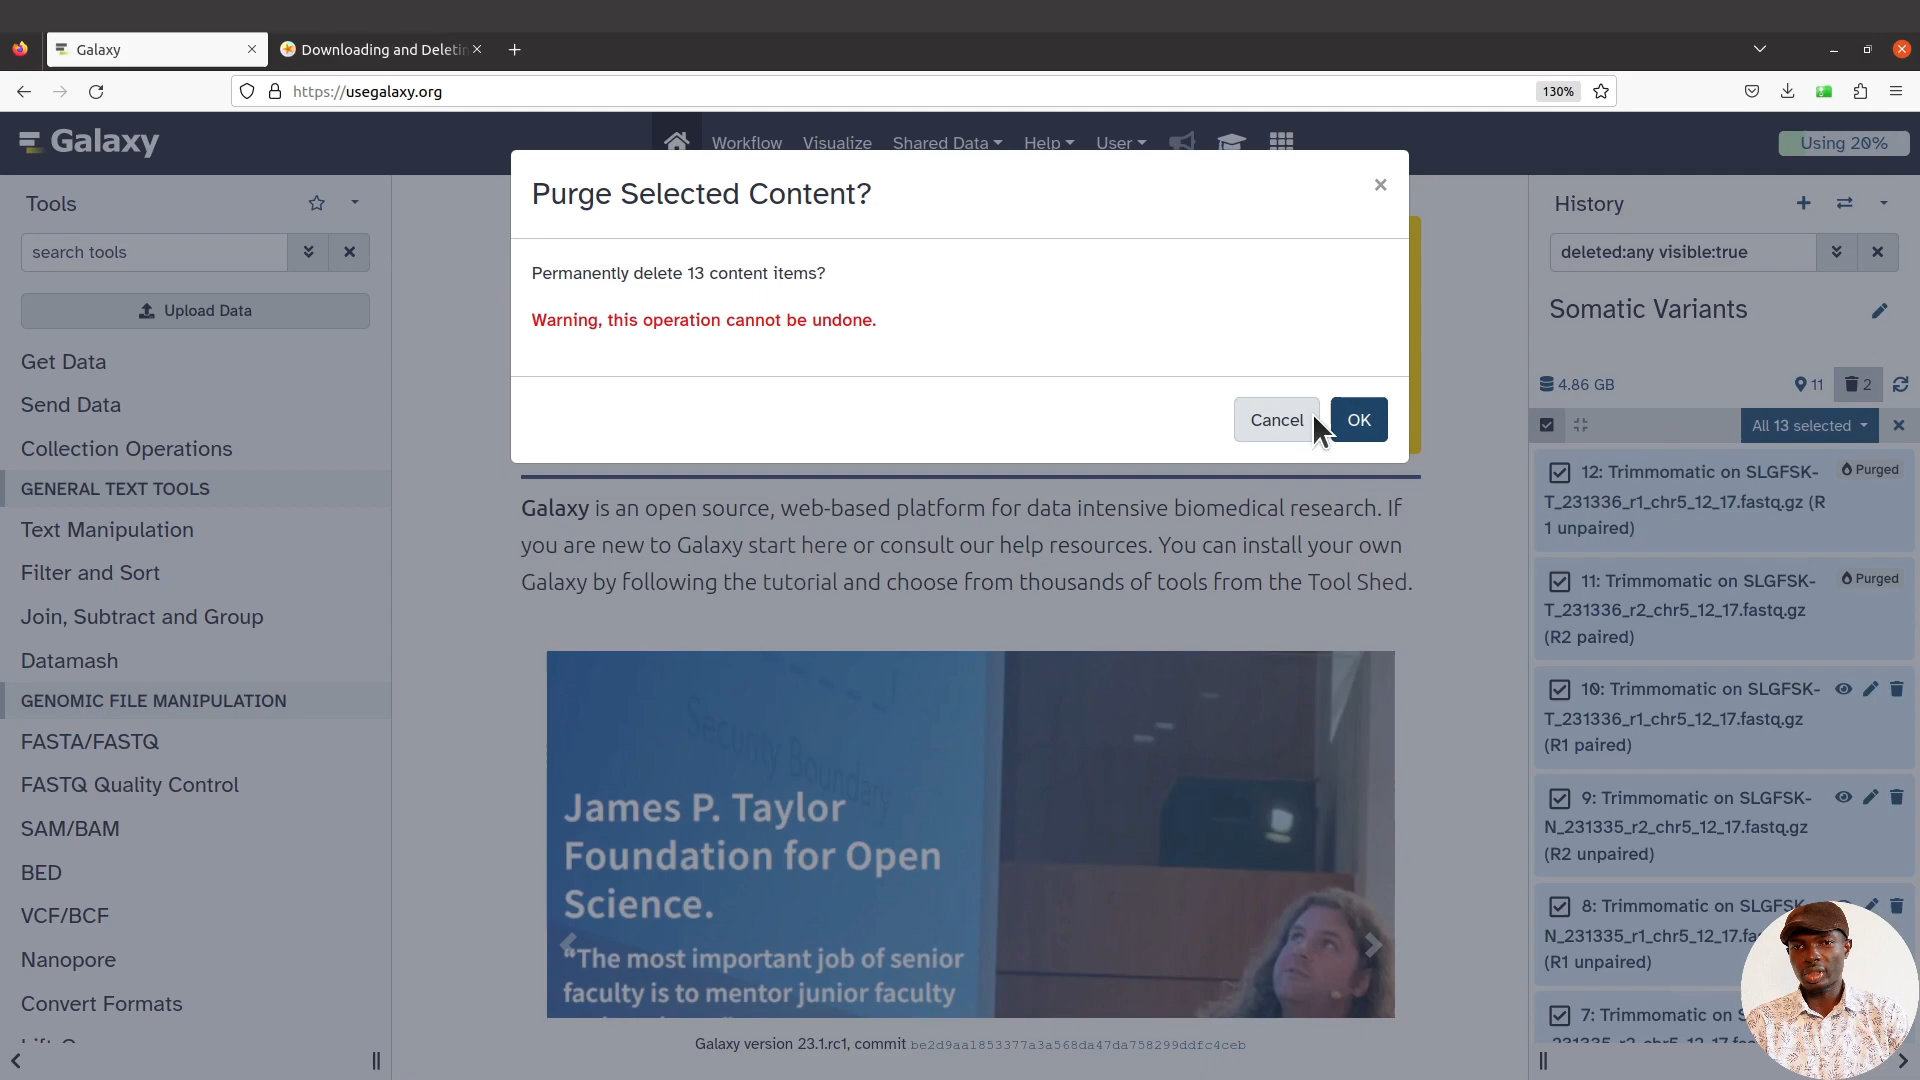 Galaxy
Downloading and Deletin
https://usegalaxy.org
130%
Galaxy
Workflow
Visualize
Shared Data
Help
User
Using 20%
Tools
search tools
Upload Data
Get Data
Send Data
Collection Operations
GENERAL TEXT TOOLS
Text Manipulation
Filter and Sort
Join, Subtract and Group
Datamash
GENOMIC FILE MANIPULATION
FASTA/FASTQ
FASTQ Quality Control
SAM/BAM
BED
VCF/BCF
Nanopore
Convert Formats
Purge Selected Content?
Permanently delete 13 content items?
Warning, this operation cannot be undone.
Cancel
OK
Galaxy is an open source, web-based platform for data intensive biomedical research. If
you are new to Galaxy start here or consult our help resources. You can install your own
Galaxy by following the tutorial and choose from thousands of tools from the Tool Shed.
Security Boundary
James P. Taylor
Foundation for Open
Science.
“The most important job of senior
faculty is to mentor junior faculty
Galaxy version 23.1.rc1, commit be2d9aa1853377a3a568da47da758299ddfc4ceb
History
deleted:any visible:true
Somatic Variants
4.86 GB
11
2
All 13 selected
12: Trimmomatic on SLGFSK-
Purged
T_231336_r1_chr5_12_17.fastq.gz (R
1 unpaired)
11: Trimmomatic on SLGFSK-
Purged
T_231336_r2_chr5_12_17.fastq.gz
(R2 paired)
10: Trimmomatic on SLGFSK-
T_231336_r1_chr5_12_17.fastq.gz
(R1 paired)
9: Trimmomatic on SLGFSK-
N_231335_r2_chr5_12_17.fastq.gz
(R2 unpaired)
8: Trimmomatic on SLGFSK-
N_231335_r1_chr5_12_17.fa
(R1 unpaired)
7: Trimmomatic on S